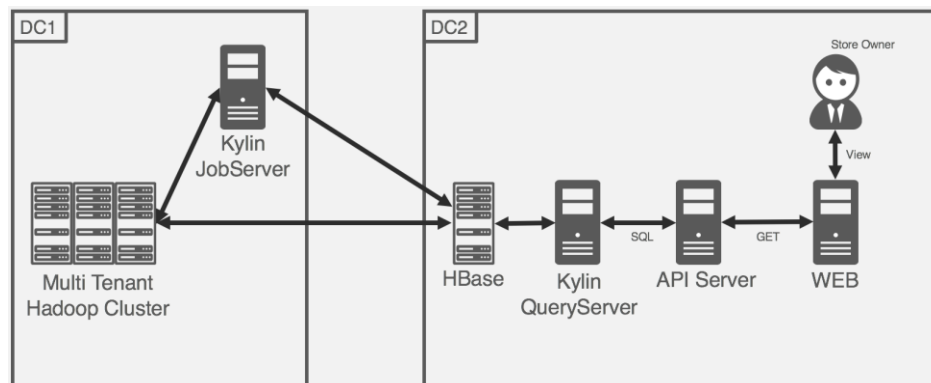 DC1
DC2
Store Owner
Kylin
JobServer
View
Multi Tenant
Hadoop Cluster
HBase
Kylin
QueryServer
SQL
API Server
GET
WEB